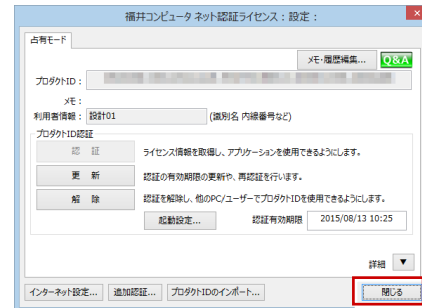 福井コンピュータ ネット認証ライセンス：設定：
占有モード
メモ・履歴編集... Q&A
プロダクトID：
メモ：
利用者情報： 設計01 (識別名 内線番号など)
プロダクトID認証
認　証 ライセンス情報を取得し、アプリケーションを使用できるようにします。
更　新 認証の有効期限の更新や、再認証を行います。
解　除 認証を解除し、他のPC/ユーザーでプロダクトIDを使用できるようにします。
起動設定... 認証有効期限 2015/08/13 10:25
詳細 ▼
インターネット設定... 追加認証... プロダクトIDのインポート... 閉じる